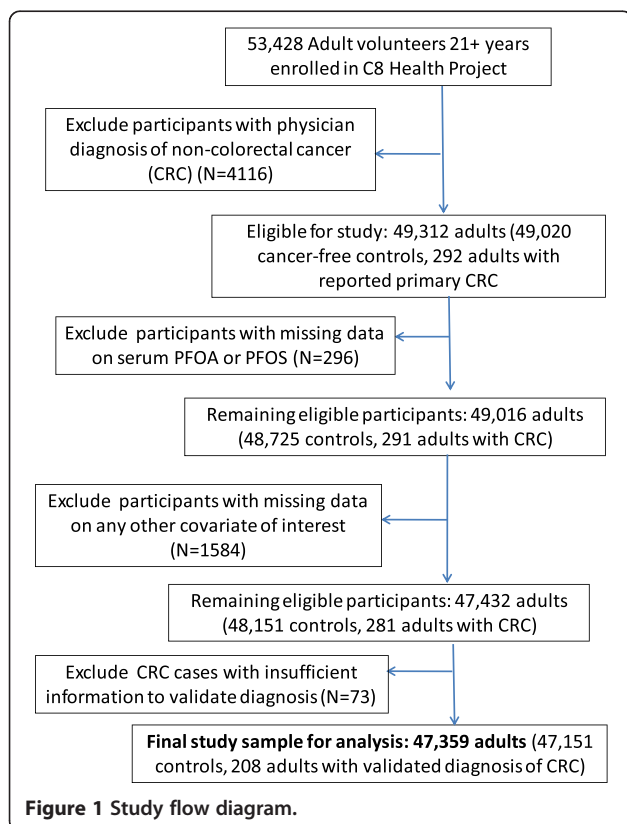 53,428 Adult volunteers 21+ years
enrolled in C8 Health Project
Exclude participants with physician
diagnosis of non-colorectal cancer
(CRC) (N=4116)
Eligible for study: 49,312 adults (49,020
cancer-free controls, 292 adults with
reported primary CRC
Exclude participants with missing data
on serum PFOA or PFOS (N=296)
Remaining eligible participants: 49,016 adults
(48,725 controls, 291 adults with CRC)
Exclude participants with missing data
on any other covariate of interest
(N=1584)
Remaining eligible participants: 47,432 adults
(48,151 controls, 281 adults with CRC)
Exclude CRC cases with insufficient
information to validate diagnosis (N=73)
Final study sample for analysis: 47,359 adults (47,151
controls, 208 adults with validated diagnosis of CRC)
Figure 1 Study flow diagram.